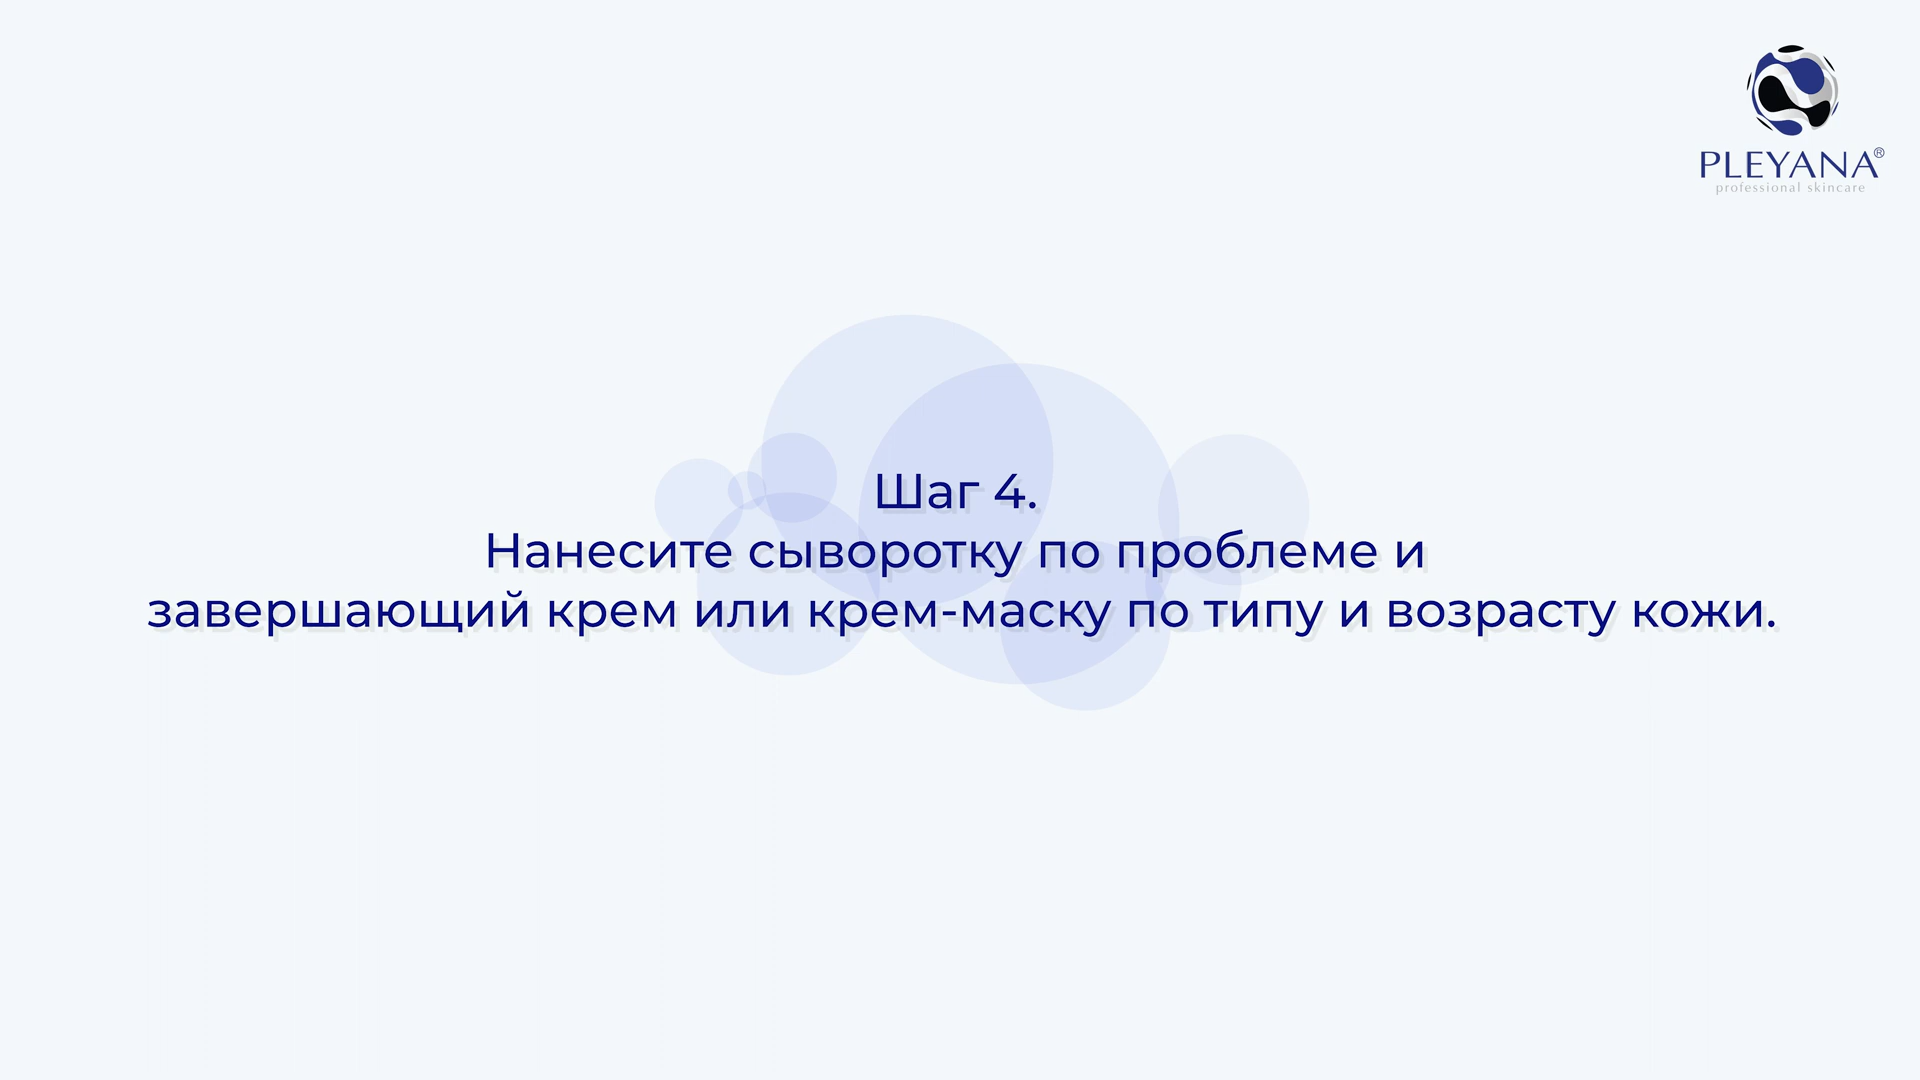 PLEYANA®
professional skincare
Шаг 4.
Нанесите сыворотку по проблеме и
завершающий крем или крем-маску по типу и возрасту кожи.